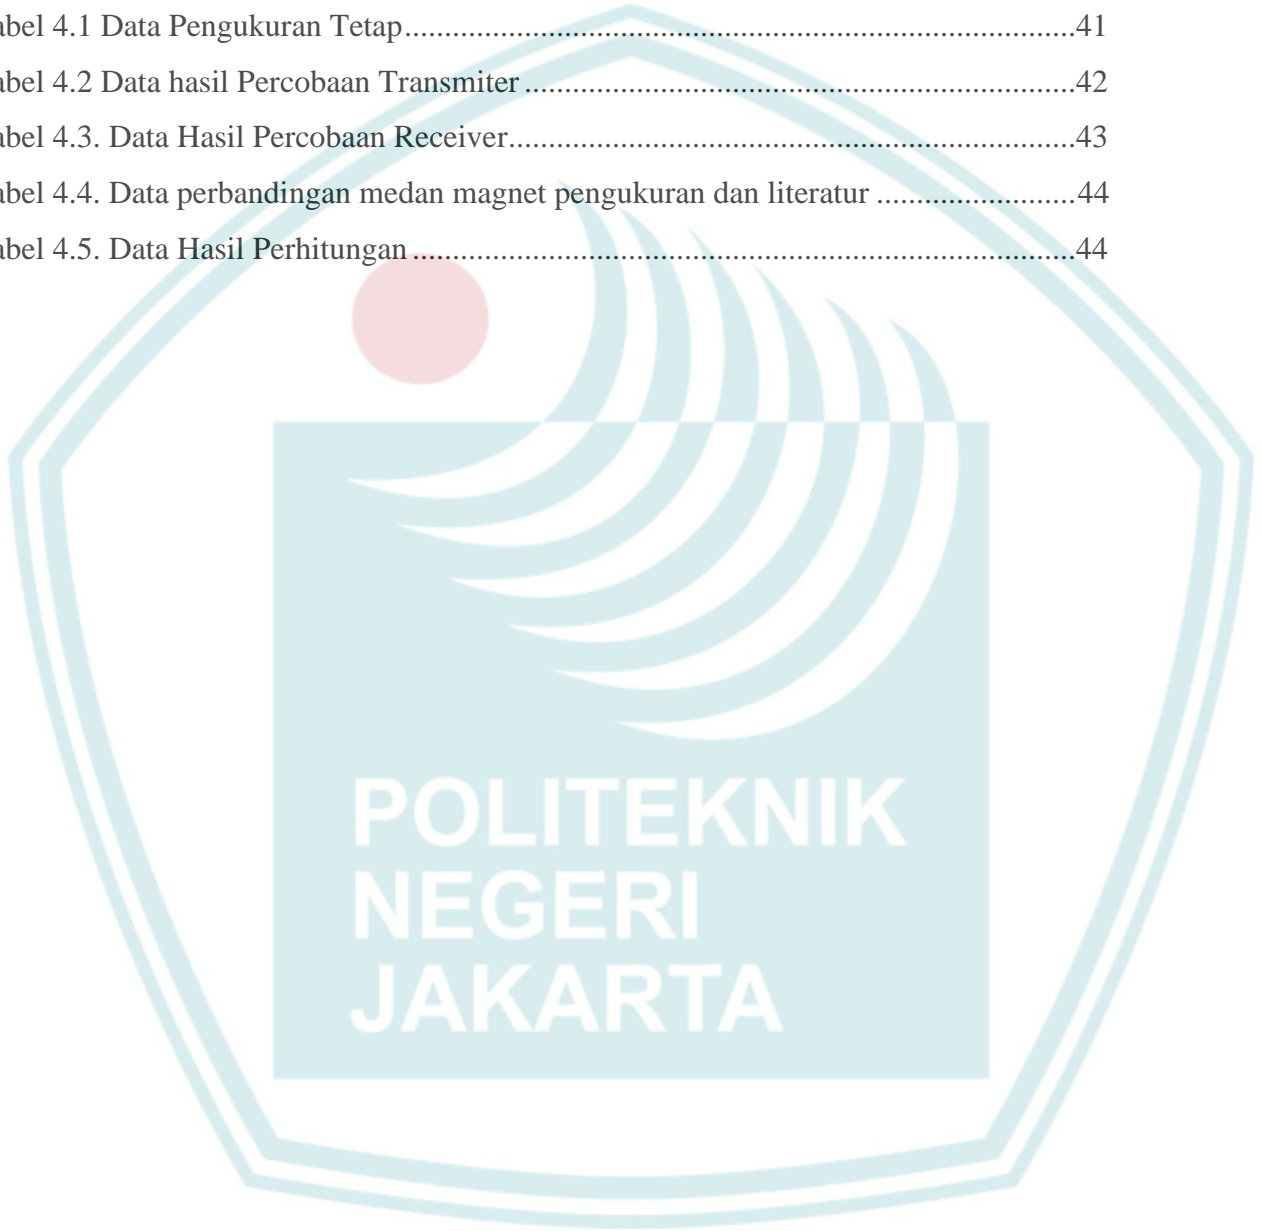 abel 4.1 Data Pengukuran Tetap....................................................................................41
abel 4.2 Data hasil Percobaan Transmiter.....................................................................42
abel 4.3. Data Hasil Percobaan Receiver.......................................................................43
abel 4.4. Data perbandingan medan magnet pengukuran dan literatur .........................44
abel 4.5. Data Hasil Perhitungan...................................................................................44
POLITEKNIK
NEGERI
JAKARTA